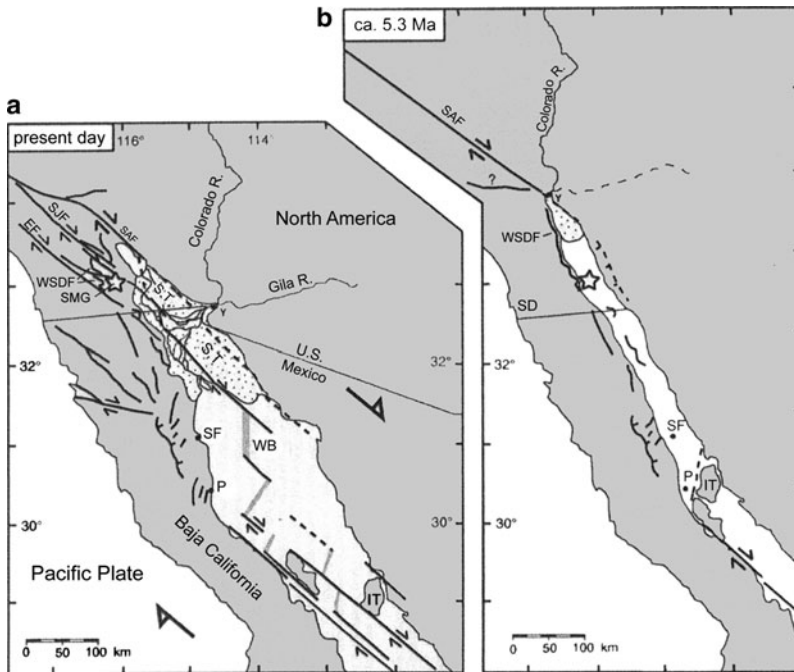 a
present day
116°
114°
Colorado R.
North America
SJF
SAF
EF
WSDF
SMG
S-T
Gila R.
Y
U.S.
Mexico
32°
32°
S-T
SF
WB
P
30°
30°
Baja California
Pacific Plate
IT
0 50 100
km
b
ca. 5.3 Ma
Colorado R.
SAF
?
Y
WSDF
SD
32°
SF
P
IT
30°
0 50 100
km